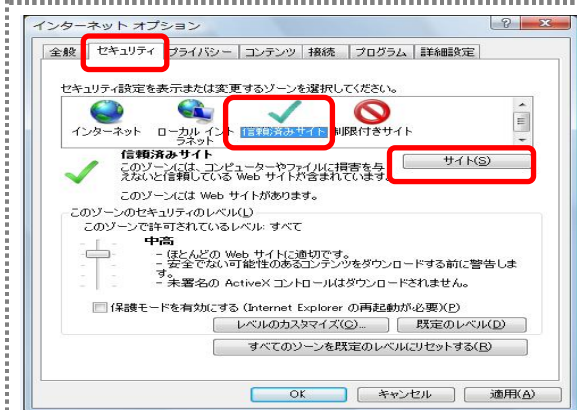 インターネット オプション
全般 セキュリティ プライバシー コンテンツ 接続 プログラム 詳細設定
セキュリティ設定を表示または変更するゾーンを選択してください。
インターネット ローカル イントラネット 信頼済みサイト 制限付きサイト
信頼済みサイト
サイト(S)
このゾーンには、コンピューターやファイルに損害を与
えないと信頼している Web サイトが含まれています。
このゾーンには Web サイトがあります。
このゾーンのセキュリティのレベル(L)
このゾーンで許可されているレベル: すべて
中高
- ほとんどの Web サイトに適切です。
- 安全でない可能性のあるコンテンツをダウンロードする前に警告しま
す。
- 未署名の ActiveX コントロールはダウンロードされません。
保護モードを有効にする (Internet Explorer の再起動が必要)(P)
レベルのカスタマイズ(C)... 既定のレベル(D)
すべてのゾーンを既定のレベルにリセットする(R)
OK キャンセル 適用(A)